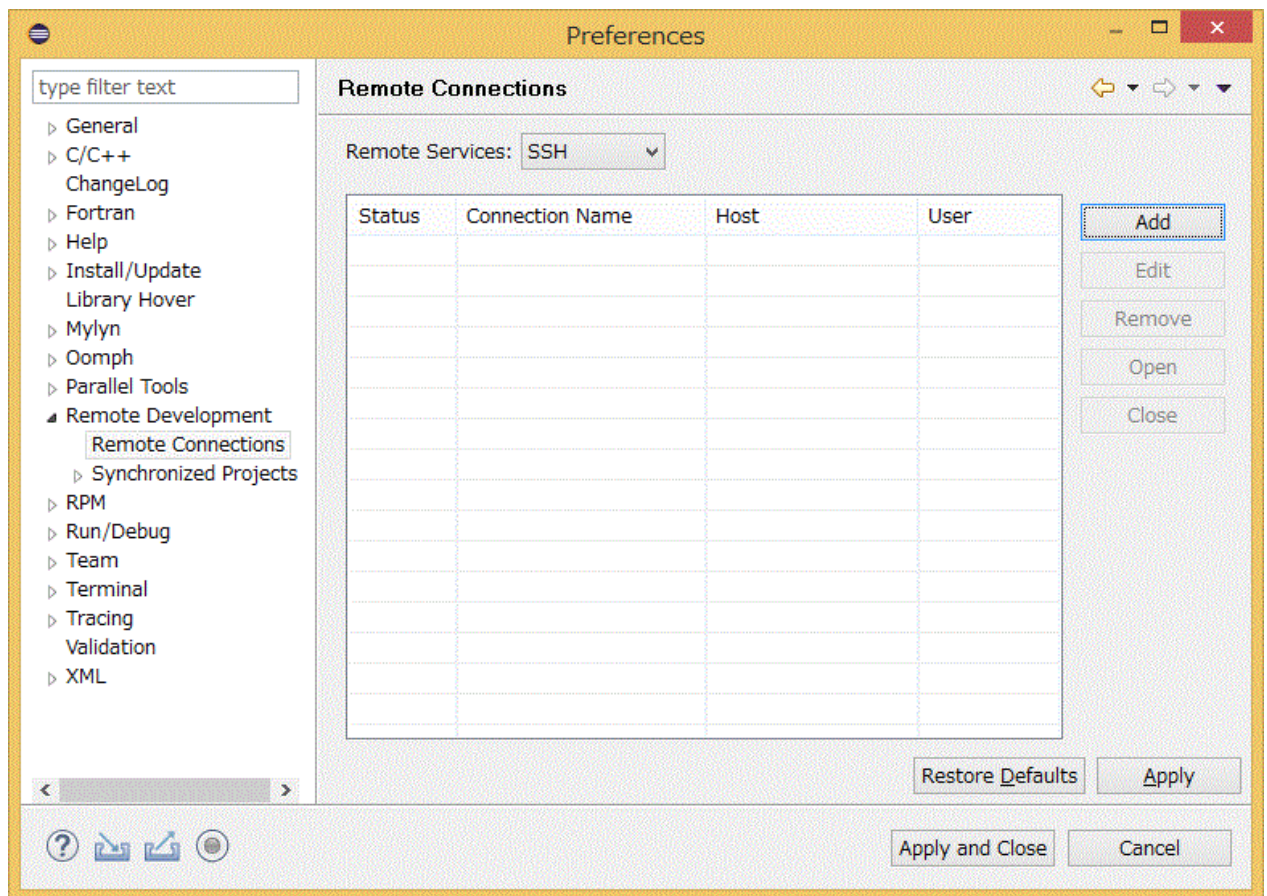 Preferences
type filter text
General
C/C++
ChangeLog
Fortran
Help
Install/Update
Library Hover
Mylyn
Oomph
Parallel Tools
Remote Development
Remote Connections
Synchronized Projects
RPM
Run/Debug
Team
Terminal
Tracing
Validation
XML
Remote Connections
Remote Services: SSH
Status Connection Name Host User
Add
Edit
Remove
Open
Close
Restore Defaults Apply
? Apply and Close Cancel